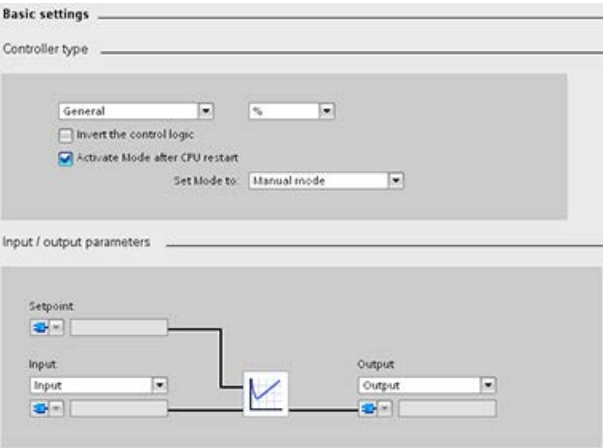 Basic settings
Controller type
General
%
Invert the control logic
Activate Mode after CPU restart
Set Mode to: Manual mode
Input / output parameters
Setpoint:
Input:
Output:
Input
Output